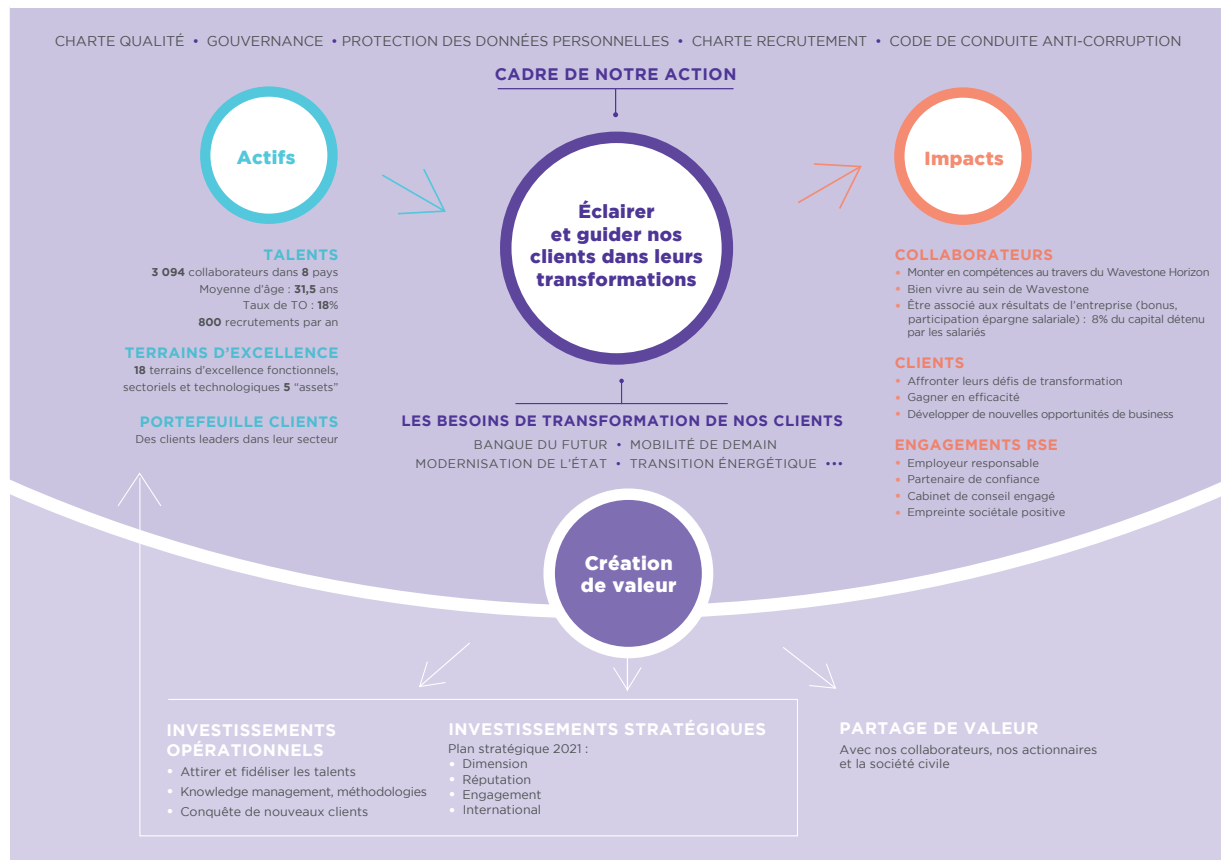 CHARTE QUALITÉ • GOUVERNANCE • PROTECTION DES DONNÉES PERSONNELLES • CHARTE RECRUTEMENT • CODE DE CONDUITE ANTI-CORRUPTION
CADRE DE NOTRE ACTION
Actifs
TALENTS
3 094 collaborateurs dans 8 pays
Moyenne d'âge : 31,5 ans
Taux de TO : 18%
800 recrutements par an
TERRAINS D'EXCELLENCE
18 terrains d'excellence fonctionnels,
sectoriels et technologiques 5 "assets"
PORTEFEUILLE CLIENTS
Des clients leaders dans leur secteur
Éclairer
et guider nos
clients dans leurs
transformations
LES BESOINS DE TRANSFORMATION DE NOS CLIENTS
BANQUE DU FUTUR • MOBILITÉ DE DEMAIN
MODERNISATION DE L'ÉTAT • TRANSITION ÉNERGÉTIQUE •••
Impacts
COLLABORATEURS
• Monter en compétences au travers du Wavestone Horizon
• Bien vivre au sein de Wavestone
• Être associé aux résultats de l'entreprise (bonus,
participation épargne salariale) : 8% du capital détenu
par les salariés
CLIENTS
• Affronter leurs défis de transformation
• Gagner en efficacité
• Développer de nouvelles opportunités de business
ENGAGEMENTS RSE
• Employeur responsable
• Partenaire de confiance
• Cabinet de conseil engagé
• Empreinte sociétale positive
Création
de valeur
INVESTISSEMENTS
OPÉRATIONNELS
• Attirer et fidéliser les talents
• Knowledge management, méthodologies
• Conquête de nouveaux clients
INVESTISSEMENTS STRATÉGIQUES
Plan stratégique 2021 :
• Dimension
• Réputation
• Engagement
• International
PARTAGE DE VALEUR
Avec nos collaborateurs, nos actionnaires
et la société civile